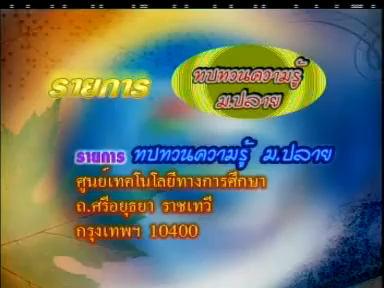 รายการ
ทบทวนความรู้
ม.ปลาย
รายการ ทบทวนความรู้ ม.ปลาย
ศูนย์เทคโนโลยีทางการศึกษา
ถ.ศรีอยุธยา ราชเทวี
กรุงเทพฯ 10400